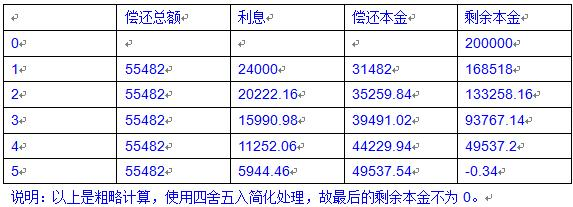 偿还总额 利息 偿还本金 剩余本金
0 200000
1 55482 24000 31482 168518
2 55482 20222.16 35259.84 133258.16
3 55482 15990.98 39491.02 93767.14
4 55482 11252.06 44229.94 49537.2
5 55482 5944.46 49537.54 -0.34
说明：以上是粗略计算，使用四舍五入简化处理，故最后的剩余本金不为 0。